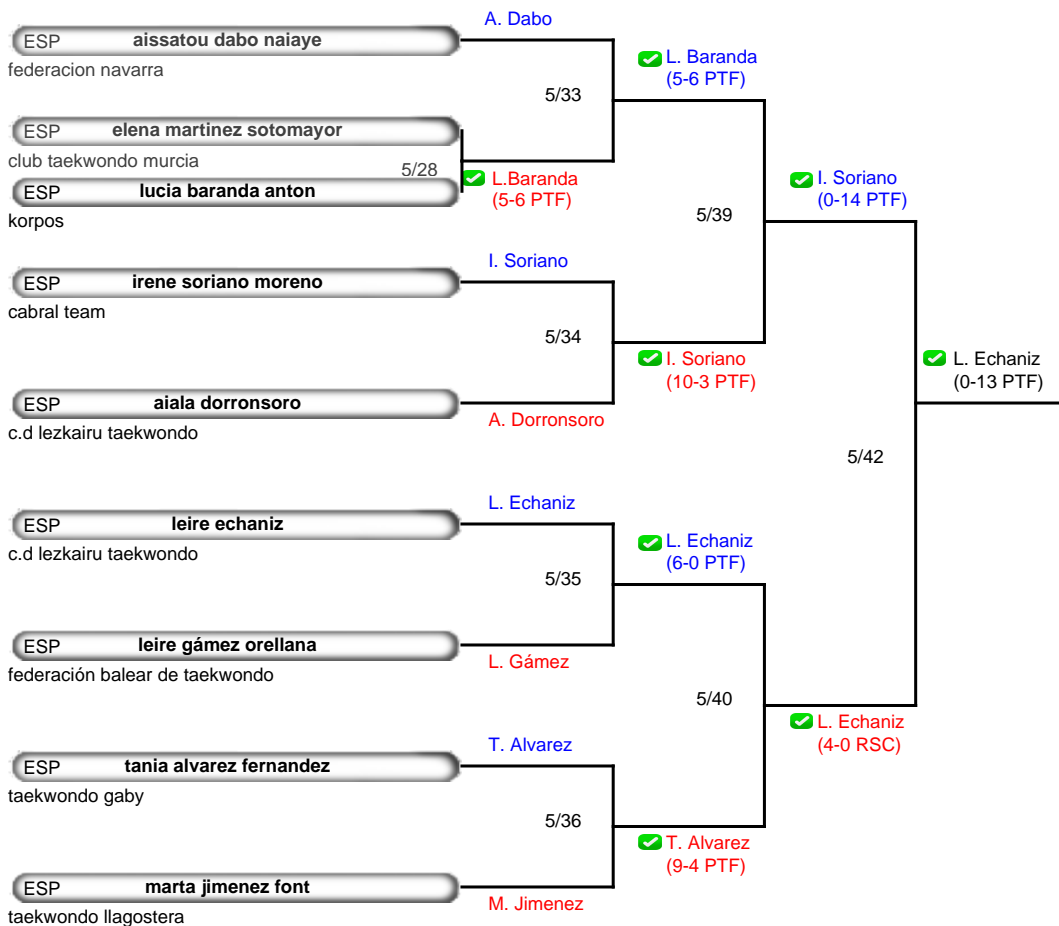 A. Dabo
ESP aissatou dabo naiaye
federacion navarra
L. Baranda
(5-6 PTF)
5/33
ESP elena martinez sotomayor
club taekwondo murcia
5/28
L.Baranda
(5-6 PTF)
ESP lucia baranda anton
korpos
I. Soriano
(0-14 PTF)
5/39
I. Soriano
ESP irene soriano moreno
cabral team
5/34
I. Soriano
(10-3 PTF)
L. Echaniz
(0-13 PTF)
ESP aiala dorronsoro
c.d lezkairu taekwondo
A. Dorronsoro
5/42
L. Echaniz
ESP leire echaniz
c.d lezkairu taekwondo
L. Echaniz
(6-0 PTF)
5/35
ESP leire gámez orellana
federación balear de taekwondo
L. Gámez
5/40
L. Echaniz
(4-0 RSC)
T. Alvarez
ESP tania alvarez fernandez
taekwondo gaby
5/36
T. Alvarez
(9-4 PTF)
ESP marta jimenez font
taekwondo llagostera
M. Jimenez